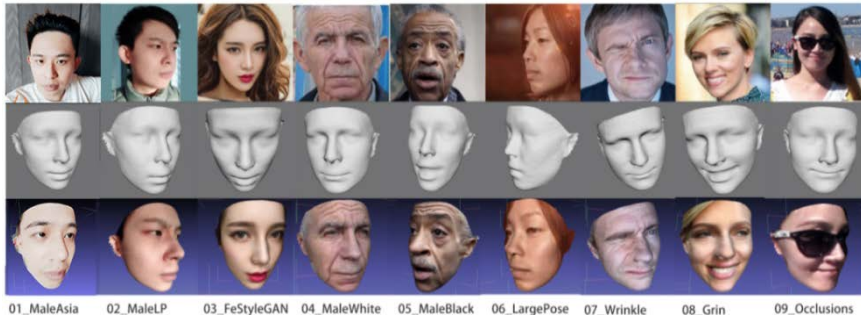 01_MaleAsia 02_MaleLP 03_FeStyleGAN 04_MaleWhite 05_MaleBlack 06_LargePose 07_Wrinkle 08_Grin 09_Occlusions